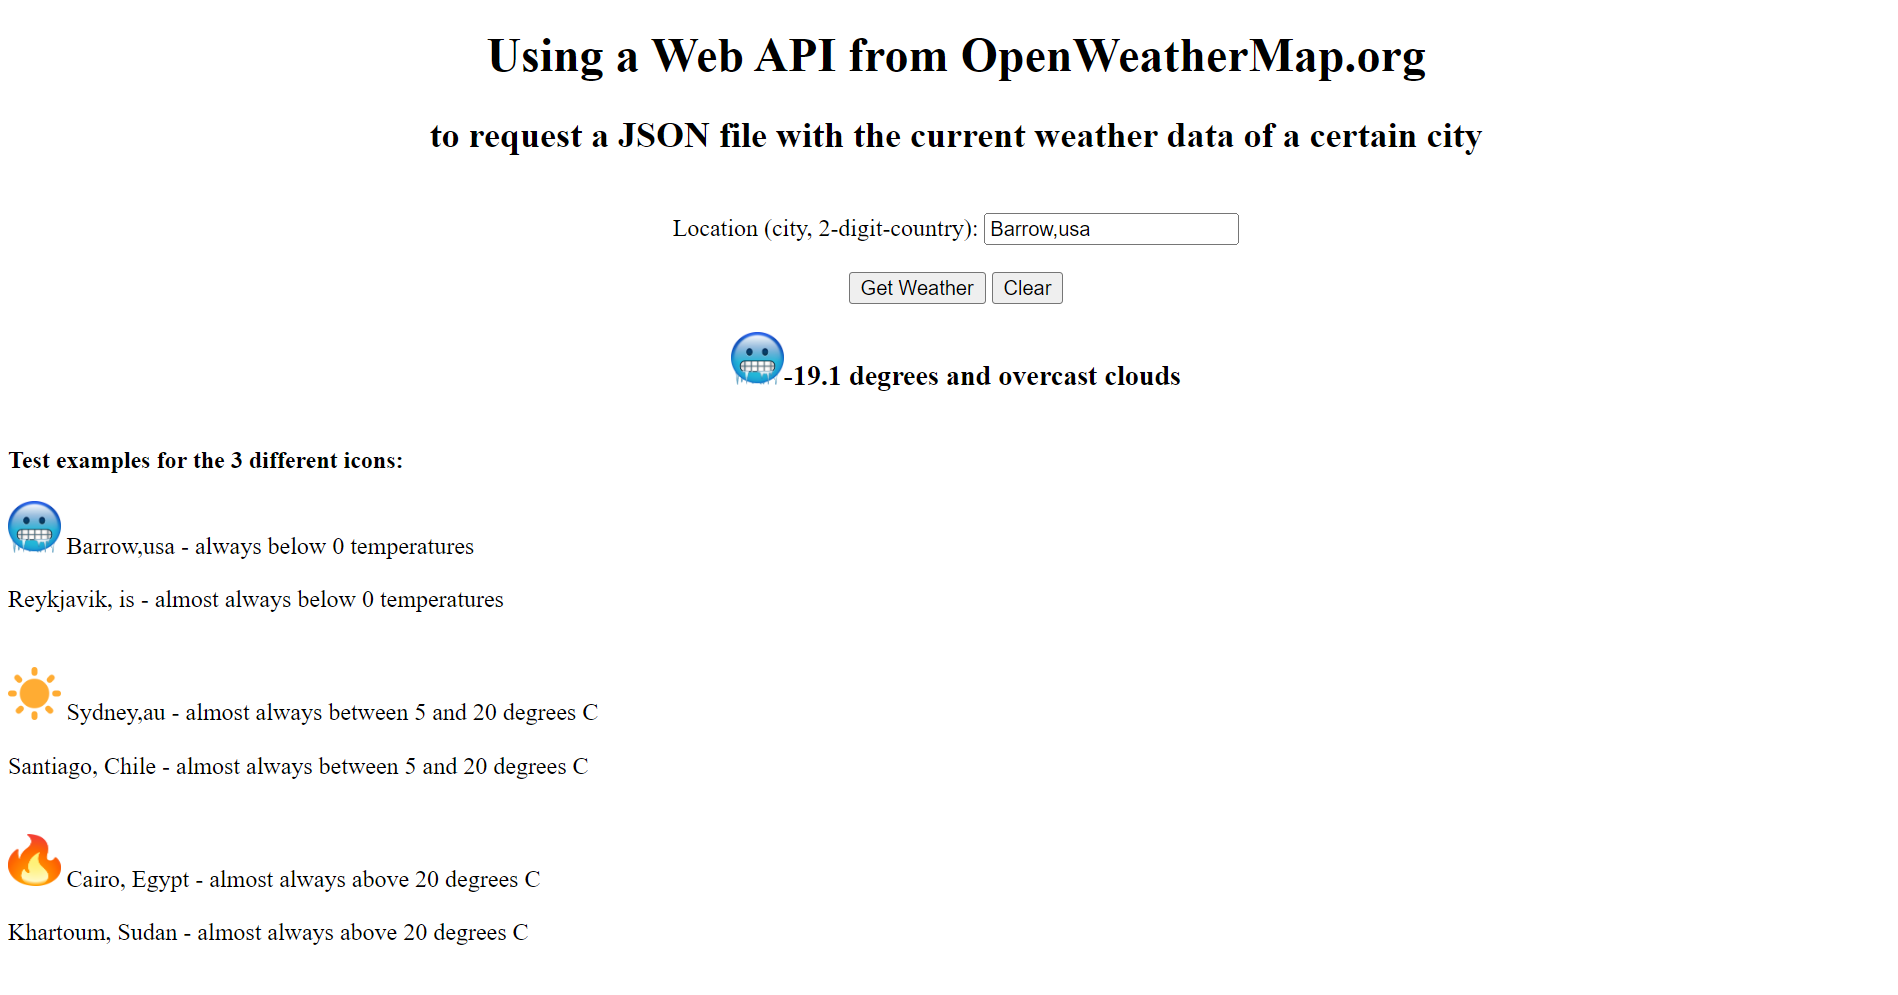 Using a Web API from OpenWeatherMap.org
to request a JSON file with the current weather data of a certain city
Location (city, 2-digit-country): Barrow,usa
Get Weather Clear
-19.1 degrees and overcast clouds
Test examples for the 3 different icons:
Barrow,usa - always below 0 temperatures
Reykjavik, is - almost always below 0 temperatures
Sydney,au - almost always between 5 and 20 degrees C
Santiago, Chile - almost always between 5 and 20 degrees C
Cairo, Egypt - almost always above 20 degrees C
Khartoum, Sudan - almost always above 20 degrees C